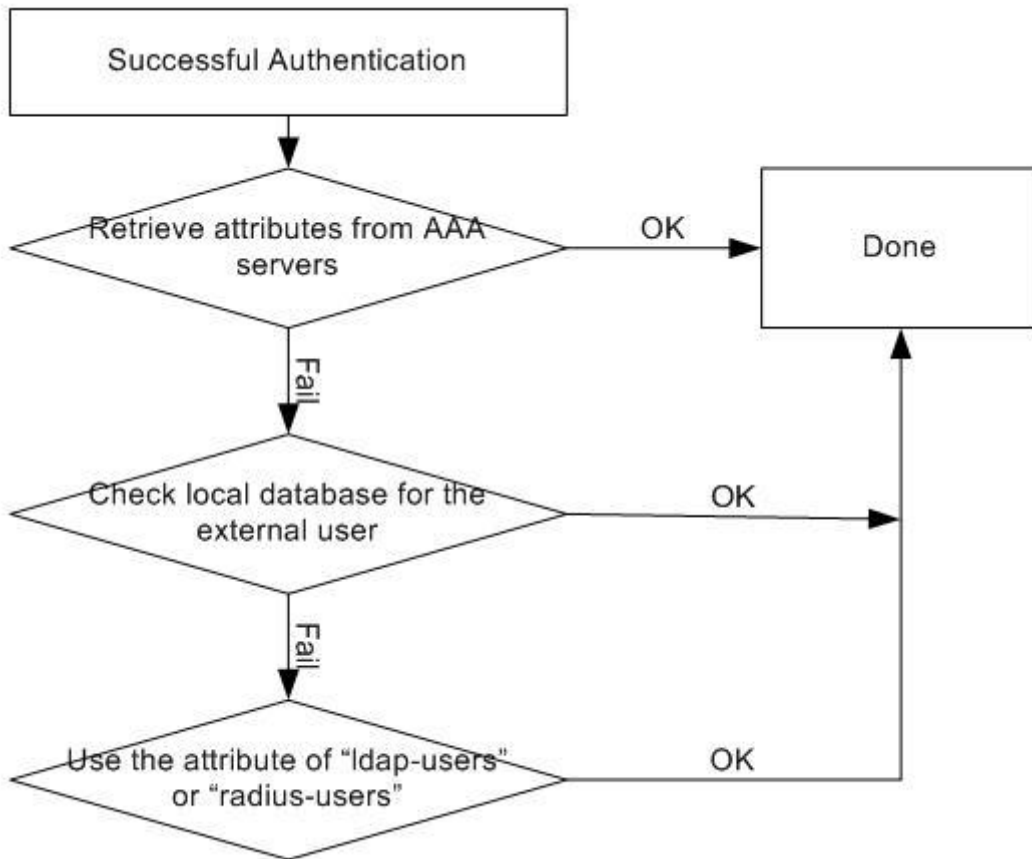 Successful Authentication
Retrieve attributes from AAA
servers
OK
Done
Fail
Check local database for the
external user
OK
Fail
Use the attribute of “ldap-users”
or “radius-users”
OK